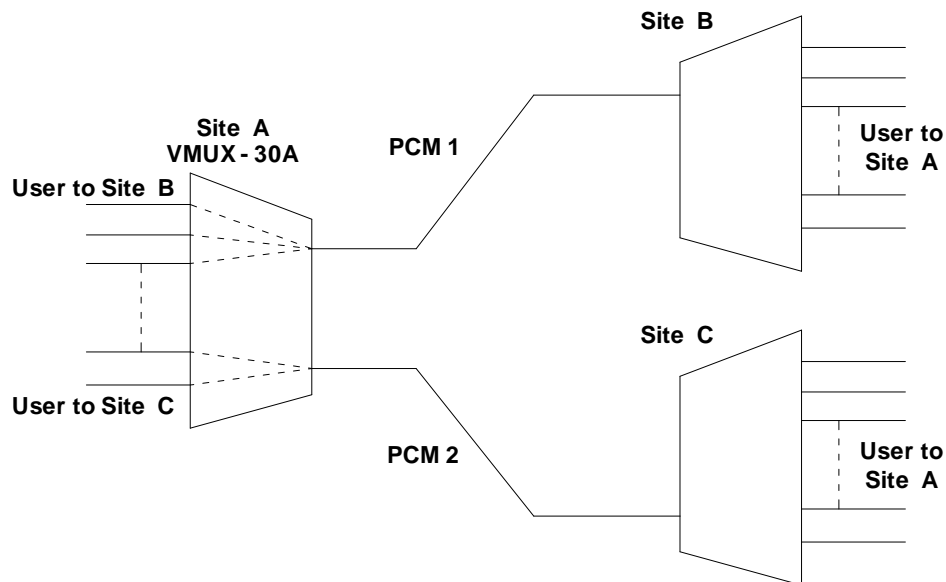 Site B
Site A
VMUX - 30A
PCM 1
User to
Site A
User to Site B
Site C
User to Site C
PCM 2
User to
Site A